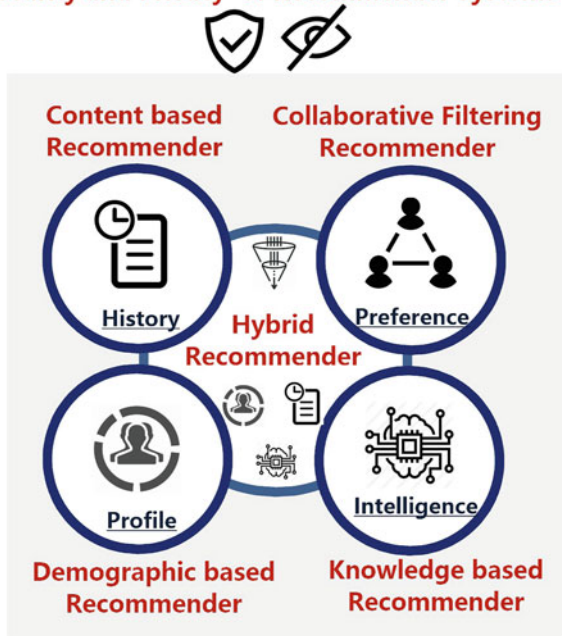 Content based
Recommender
Collaborative Filtering
Recommender
History
Preference
Hybrid
Recommender
Profile
Intelligence
Demographic based
Recommender
Knowledge based
Recommender